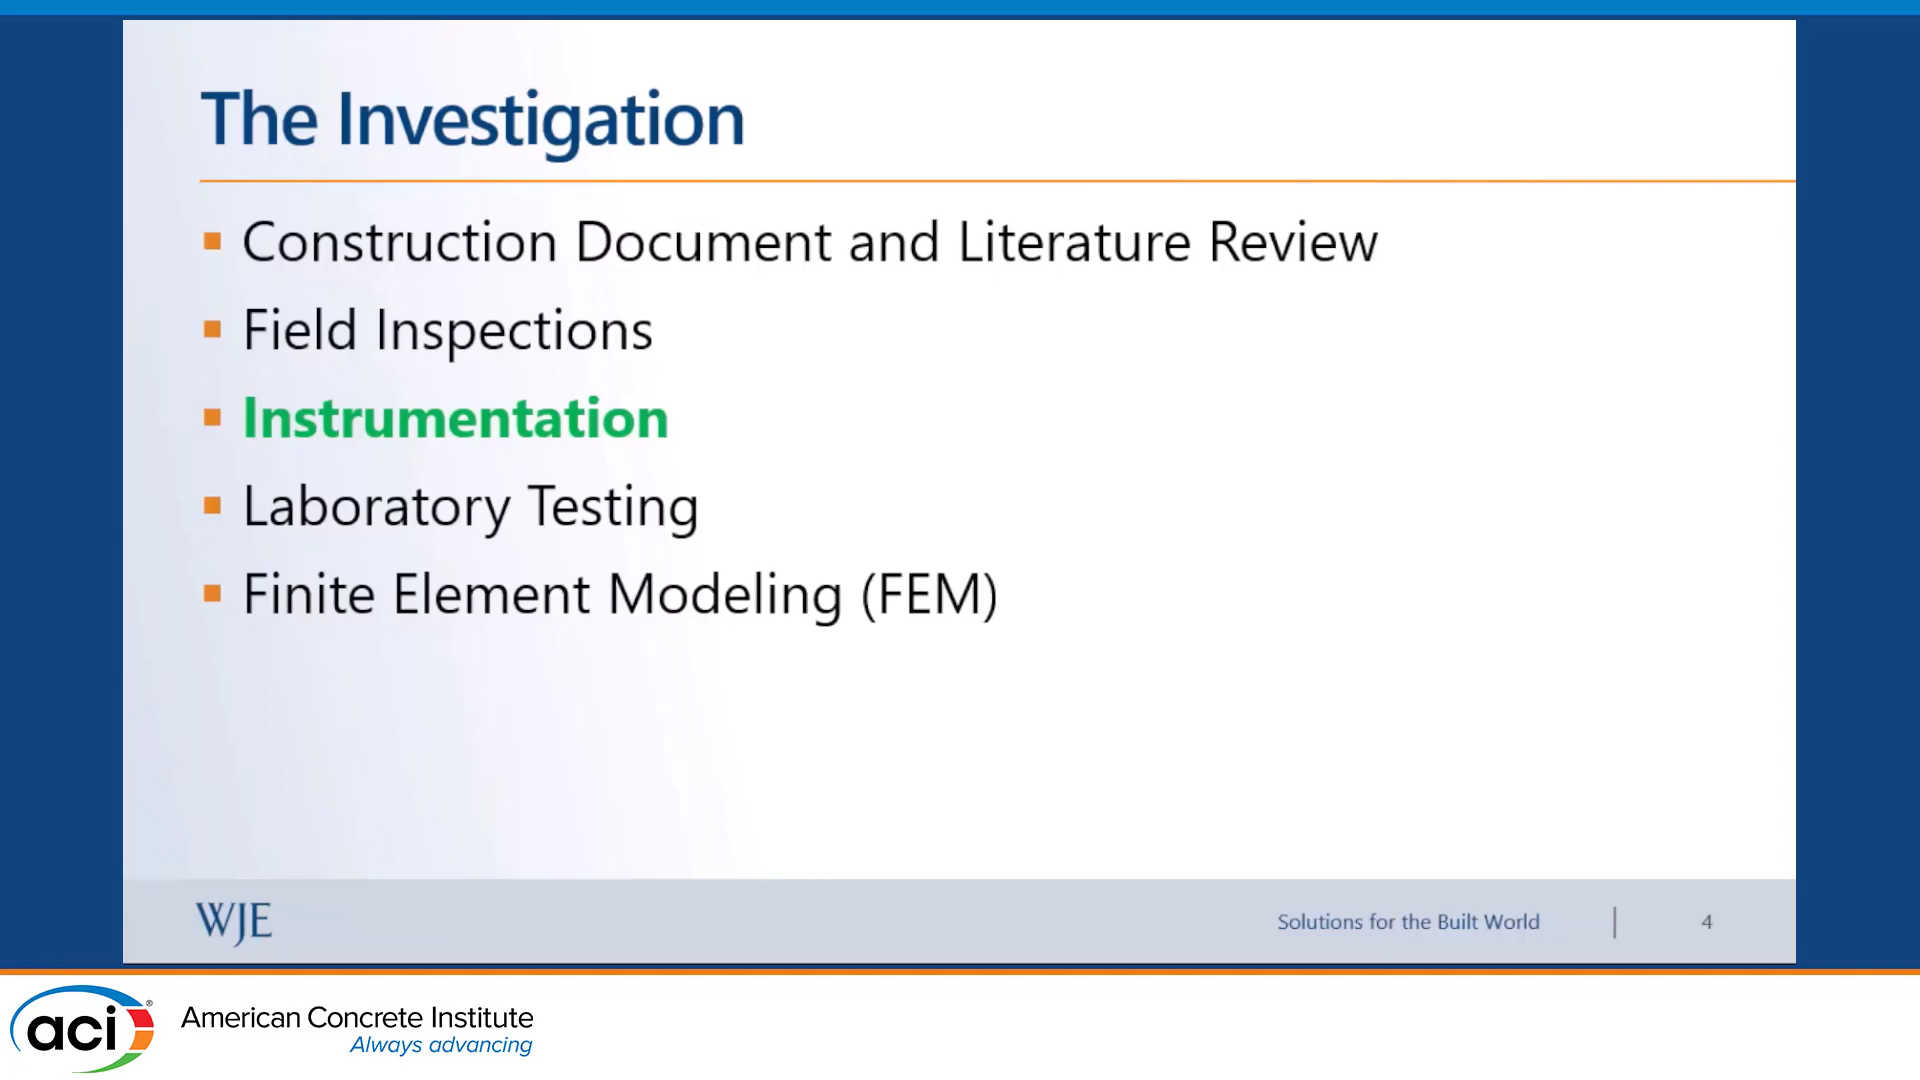 The Investigation
Construction Document and Literature Review
Field Inspections
Instrumentation
Laboratory Testing
Finite Element Modeling (FEM)
WJE
Solutions for the Built World | 4
aci®
American Concrete Institute
Always advancing